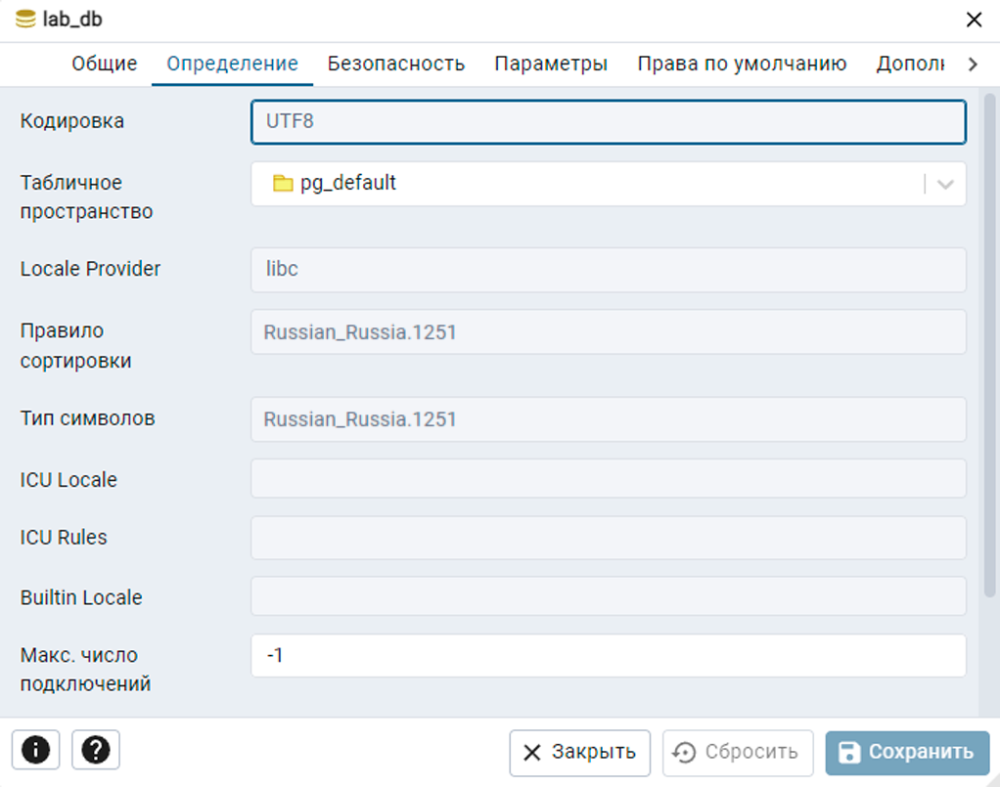 lab_db
Общие Определение Безопасность Параметры Права по умолчанию Дополн
Кодировка UTF8
Табличное пространство pg_default
Locale Provider libc
Правило сортировки Russian_Russia.1251
Тип символов Russian_Russia.1251
ICU Locale
ICU Rules
Builtin Locale
Макс. число подключений -1
Закрыть Сбросить Сохранить